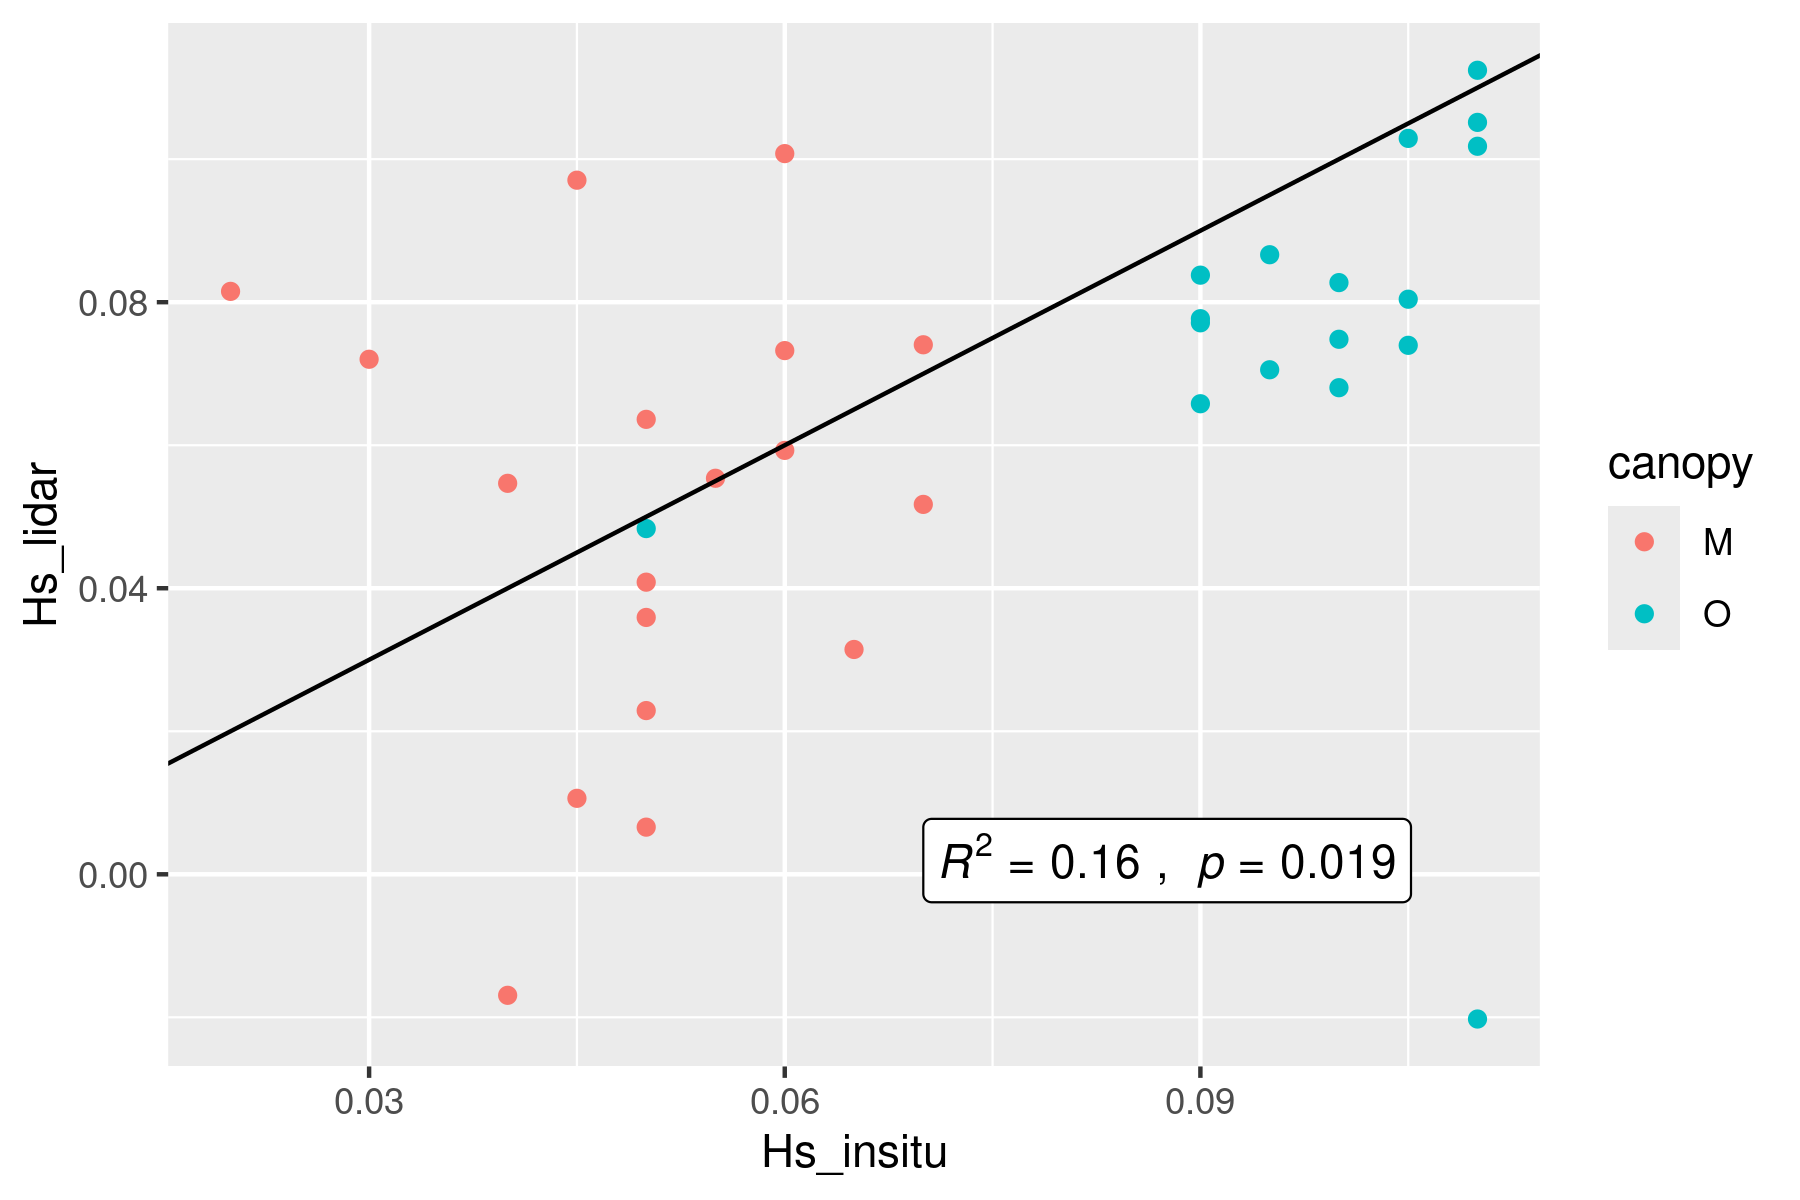 Hs_lidar
0.08
0.04
0.00
R² = 0.16 , p = 0.019
0.03 0.06 0.09
Hs_insitu
canopy
M
O